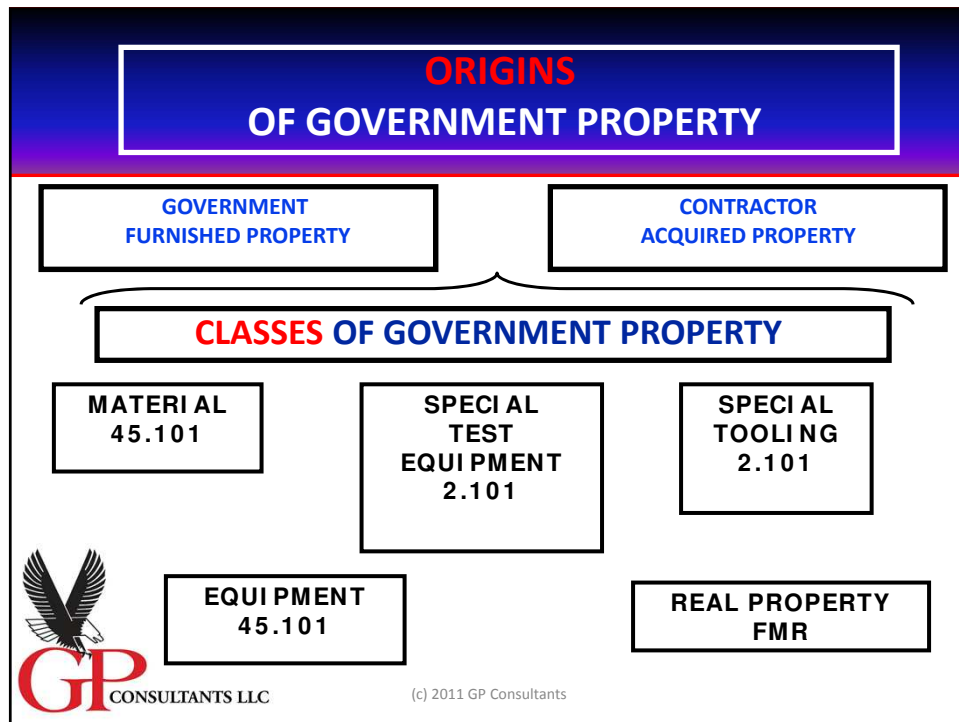 ORIGINS
OF GOVERNMENT PROPERTY
GOVERNMENT
FURNISHED PROPERTY
CONTRACTOR
ACQUIRED PROPERTY
CLASSES OF GOVERNMENT PROPERTY
MATERIAL
45.101
SPECIAL
TEST
EQUIPMENT
2.101
SPECIAL
TOOLING
2.101
EQUIPMENT
45.101
REAL PROPERTY
FMR
GP CONSULTANTS LLC
(c) 2011 GP Consultants